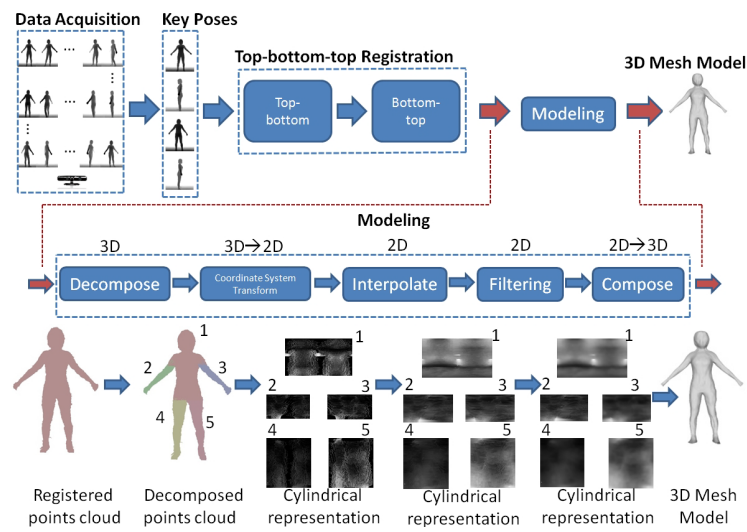 Data Acquisition
Key Poses
Top-bottom-top Registration
3D Mesh Model
...
...
...
Top-
bottom
Bottom-
top
Modeling
Modeling
3D
3D→2D
2D
2D
2D→3D
Decompose
Coordinate System
Transform
Interpolate
Filtering
Compose
1
2
3
4
5
1
2
3
4
5
1
2
3
4
5
1
2
3
4
5
Registered
points cloud
Decomposed
points cloud
Cylindrical
representation
Cylindrical
representation
Cylindrical
representation
3D Mesh
Model